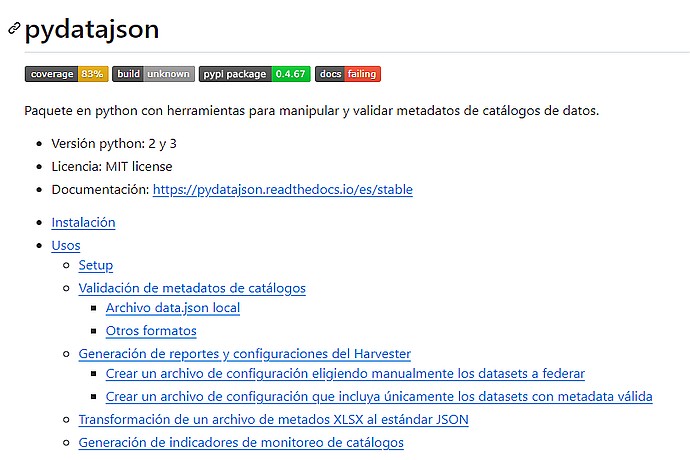 pydatajson
coverage 83% build unknown pypi package 0.4.67 docs failing
Paquete en python con herramientas para manipular y validar metadatos de catálogos de datos.
Versión python: 2 y 3
Licencia: MIT license
Documentación: https://pydatajson.readthedocs.io/es/stable
Instalación
Usos
Setup
Validación de metadatos de catálogos
Archivo data.json local
Otros formatos
Generación de reportes y configuraciones del Harvester
Crear un archivo de configuración eligiendo manualmente los datasets a federar
Crear un archivo de configuración que incluya únicamente los datasets con metadata válida
Transformación de un archivo de metados XLSX al estándar JSON
Generación de indicadores de monitoreo de catálogos